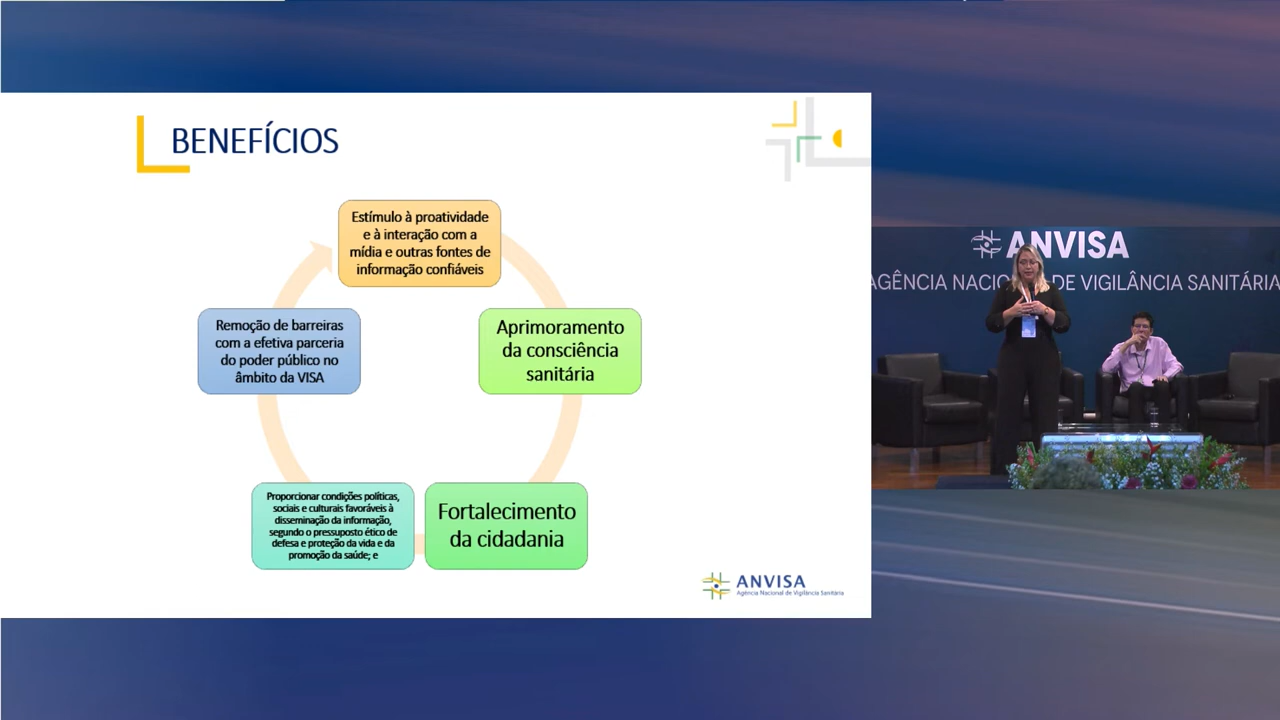 BENEFÍCIOS
Estímulo à proatividade
e à interação com a
mídia e outras fontes de
informação confiáveis
Aprimoramento
da consciência
sanitária
Fortalecimento
da cidadania
Proporcionar condições políticas,
sociais e culturais favoráveis à
disseminação da informação,
segundo o pressuposto ético de
defesa e proteção da vida e da
promoção da saúde; e
Remoção de barreiras
com a efetiva parceria
do poder público no
âmbito da VISA
ANVISA
Agência Nacional de Vigilância Sanitária
ANVISA
AGÊNCIA NACIONAL DE VIGILÂNCIA SANITÁRIA